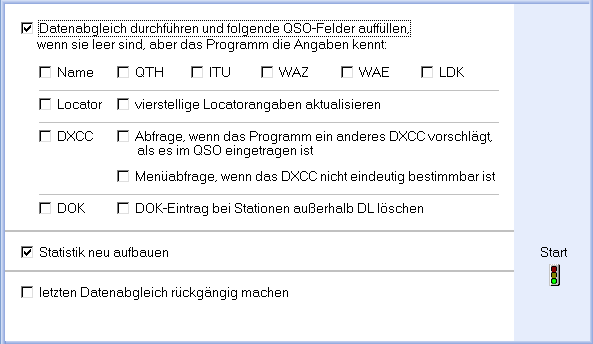 Datenabgleich durchführen und folgende QSO-Felder auffüllen,
wenn sie leer sind, aber das Programm die Angaben kennt:
Name QTH ITU WAZ WAE LDK
Locator vierstellige Locatorangaben aktualisieren
DXCC Abfrage, wenn das Programm ein anderes DXCC vorschlägt,
als es im QSO eingetragen ist
Menüabfrage, wenn das DXCC nicht eindeutig bestimmbar ist
DOK DOK-Eintrag bei Stationen außerhalb DL löschen
Statistik neu aufbauen
Start
letzten Datenabgleich rückgängig machen